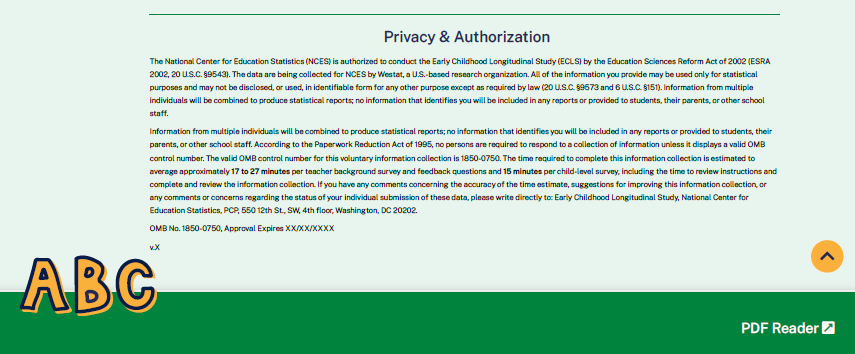 Privacy & Authorization
The National Center for Education Statistics (NCES) is authorized to conduct the Early Childhood Longitudinal Study (ECLS) by the Education Sciences Reform Act of 2002 (ESRA
2002, 20 U.S.C. §9543). The data are being collected for NCES by Westat, a U.S.-based research organization. All of the information you provide may be used only for statistical
purposes and may not be disclosed, or used, in identifiable form for any other purpose except as required by law (20 U.S.C. §9573 and 6 U.S.C. §151). Information from multiple
individuals will be combined to produce statistical reports; no information that identifies you will be included in any reports or provided to students, their parents, or other school
staff.
Information from multiple individuals will be combined to produce statistical reports; no information that identifies you will be included in any reports or provided to students, their
parents, or other school staff. According to the Paperwork Reduction Act of 1995, no persons are required to respond to a collection of information unless it displays a valid OMB
control number. The valid OMB control number for this voluntary information collection is 1850-0750. The time required to complete this information collection is estimated to
average approximately 17 to 27 minutes per teacher background survey and feedback questions and 15 minutes per child-level survey, including the time to review instructions and
complete and review the information collection. If you have any comments concerning the accuracy of the time estimate, suggestions for improving this information collection, or
any comments or concerns regarding the status of your individual submission of these data, please write directly to: Early Childhood Longitudinal Study, National Center for
Education Statistics, PCP, 550 12th St., SW, 4th floor, Washington, DC 20202.
OMB No. 1850-0750, Approval Expires XX/XX/XXXX
v.X
ABC
PDF Reader